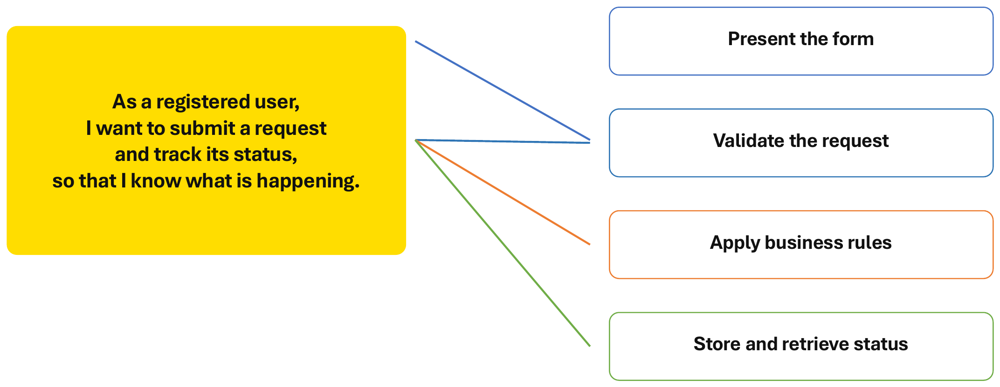 As a registered user,
I want to submit a request
and track its status,
so that I know what is happening.
Present the form
Validate the request
Apply business rules
Store and retrieve status